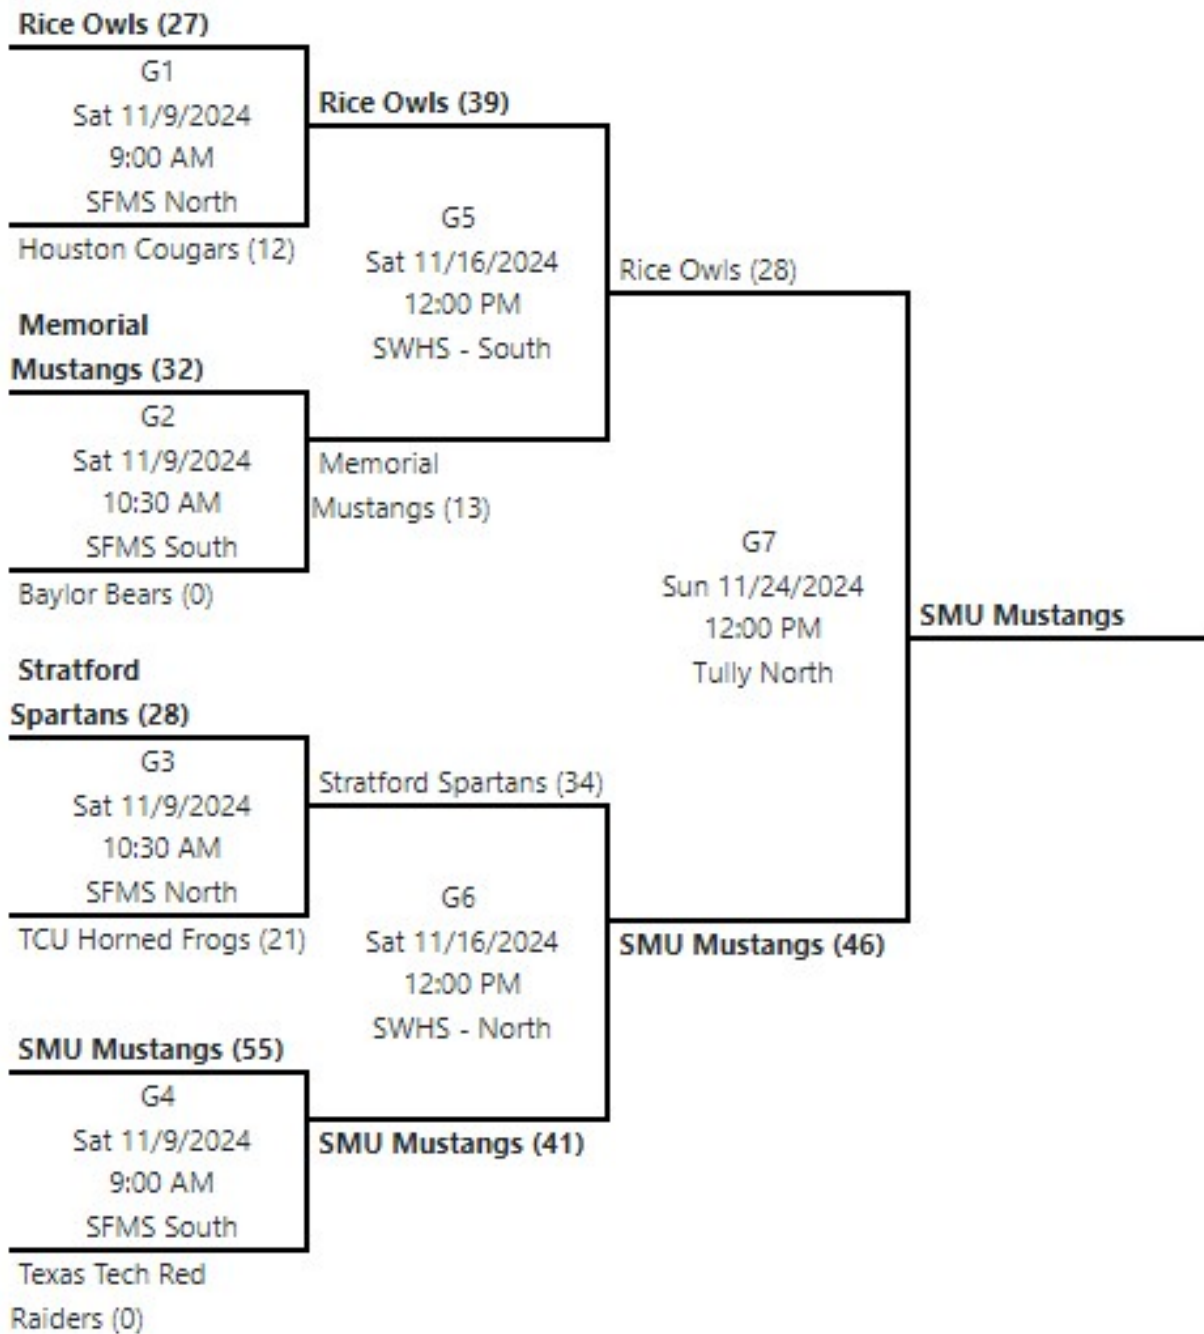 Rice Owls (27)
G1
Sat 11/9/2024
9:00 AM
SFMS North
Houston Cougars (12)
Memorial
Mustangs (32)
G2
Sat 11/9/2024
10:30 AM
SFMS South
Baylor Bears (0)
Stratford
Spartans (28)
G3
Sat 11/9/2024
10:30 AM
SFMS North
TCU Horned Frogs (21)
SMU Mustangs (55)
G4
Sat 11/9/2024
9:00 AM
SFMS South
Texas Tech Red
Raiders (0)
Rice Owls (39)
G5
Sat 11/16/2024
12:00 PM
SWHS - South
Memorial
Mustangs (13)
Stratford Spartans (34)
G6
Sat 11/16/2024
12:00 PM
SWHS - North
SMU Mustangs (41)
Rice Owls (28)
G7
Sun 11/24/2024
12:00 PM
Tully North
SMU Mustangs (46)
SMU Mustangs